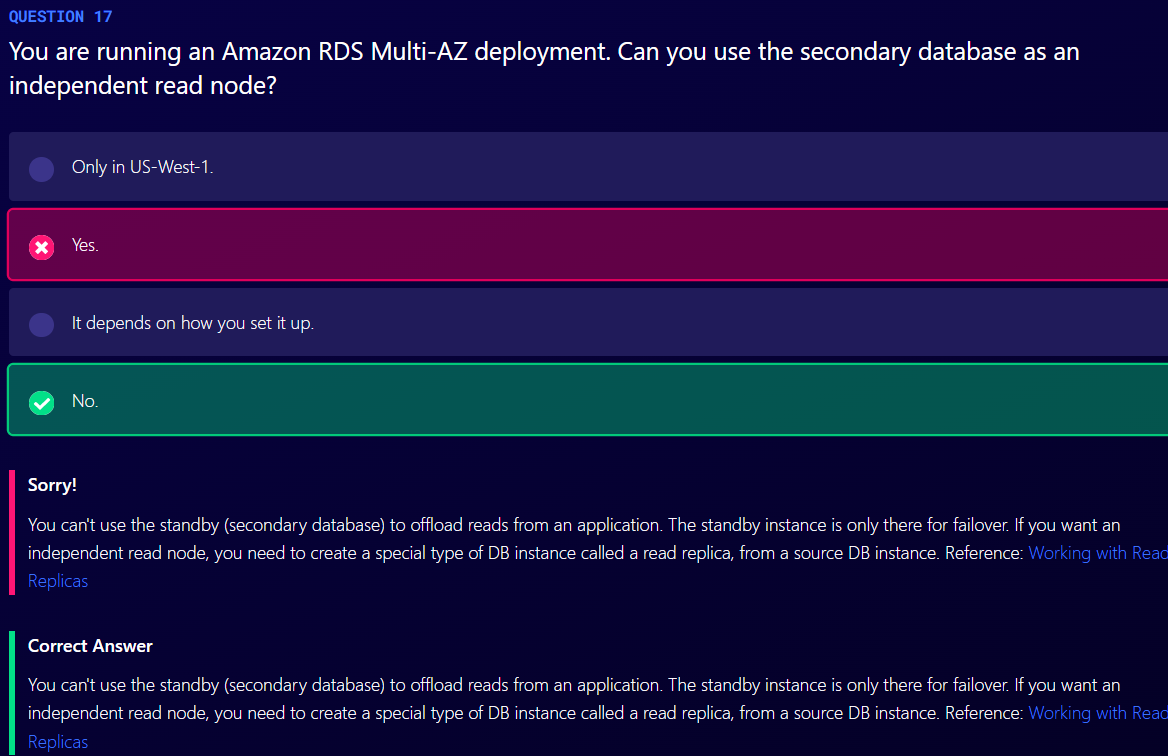 QUESTION 17
You are running an Amazon RDS Multi-AZ deployment. Can you use the secondary database as an
independent read node?
Only in US-West-1.
Yes.
It depends on how you set it up.
No.
Sorry!
You can't use the standby (secondary database) to offload reads from an application. The standby instance is only there for failover. If you want an
independent read node, you need to create a special type of DB instance called a read replica, from a source DB instance. Reference: Working with Read
Replicas
Correct Answer
You can't use the standby (secondary database) to offload reads from an application. The standby instance is only there for failover. If you want an
independent read node, you need to create a special type of DB instance called a read replica, from a source DB instance. Reference: Working with Read
Replicas